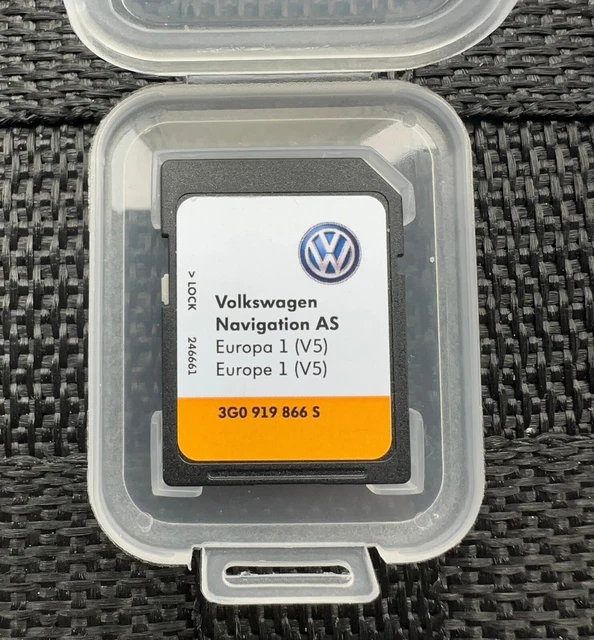 > LOCK
246661
Volkswagen
Navigation AS
Europa 1 (V5)
Europe 1 (V5)
3G0 919 866 S